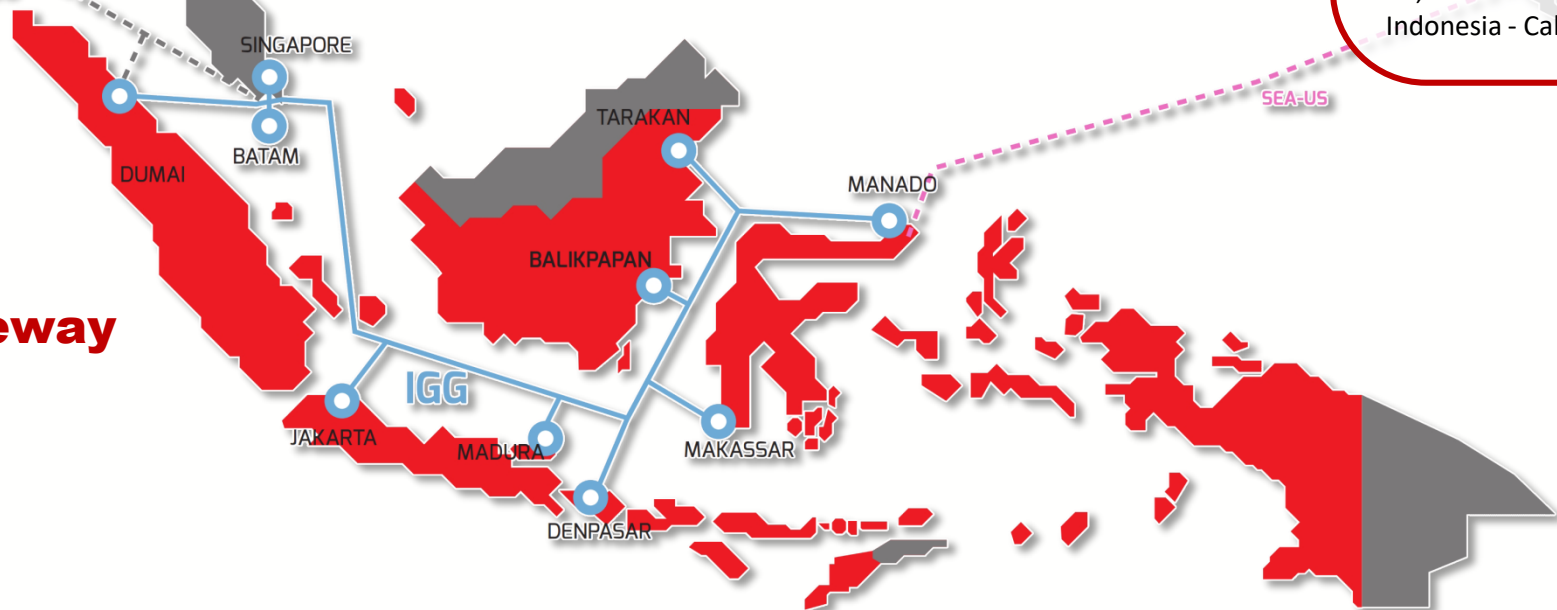 SINGAPORE
Indonesia - Cal
SEA-US
TARAKAN
BATAM
DUMAI
MANADO
BALIKPAPAN
eway
IGG
JAKARTA
MADURA
MAKASSAR
DENPASAR